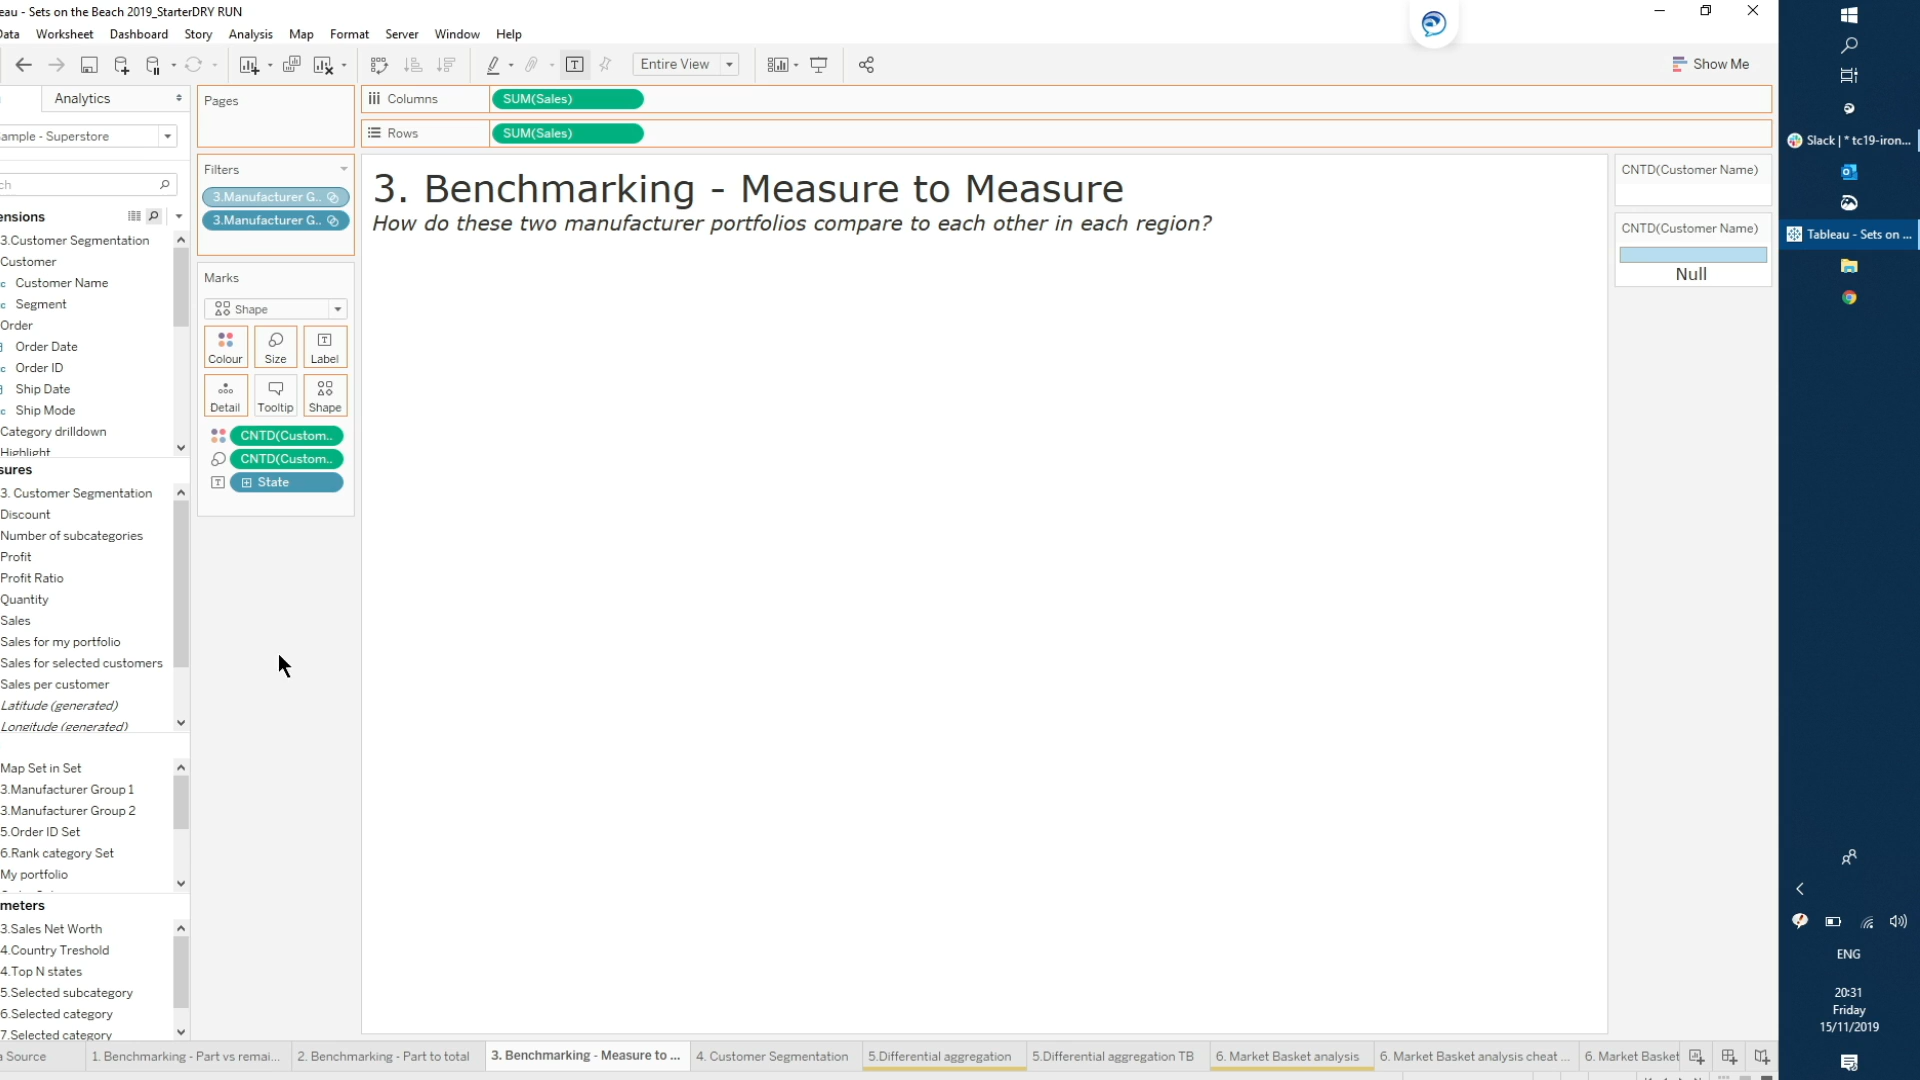 eau - Sets on the Beach 2019_StarterDRY RUN
Data Worksheet Dashboard Story Analysis Map Format Server Window Help
Entire View
Show Me
Analytics
ample - Superstore
ch
ensions
3.Customer Segmentation
Customer
Customer Name
Segment
Order
Order Date
Order ID
Ship Date
Ship Mode
Category drilldown
Highlight
sures
3. Customer Segmentation
Discount
Number of subcategories
Profit
Profit Ratio
Quantity
Sales
Sales for my portfolio
Sales for selected customers
Sales per customer
Latitude (generated)
Longitude (generated)
Map Set in Set
3.Manufacturer Group 1
3.Manufacturer Group 2
5.Order ID Set
6.Rank category Set
My portfolio
meters
3.Sales Net Worth
4.Country Treshold
4.Top N states
5.Selected subcategory
6.Selected category
7.Selected category
Pages
Filters
3.Manufacturer G..
3.Manufacturer G..
Marks
Shape
Colour Size Label
Detail Tooltip Shape
CNTD(Custom..
CNTD(Custom..
State
Columns SUM(Sales)
Rows SUM(Sales)
3. Benchmarking - Measure to Measure
How do these two manufacturer portfolios compare to each other in each region?
CNTD(Customer Name)
CNTD(Customer Name)
Null
Slack | * tc19-iron...
Tableau - Sets on ...
ENG
20:31
Friday
15/11/2019
a Source 1. Benchmarking - Part vs remai... 2. Benchmarking - Part to total 3. Benchmarking - Measure to ... 4. Customer Segmentation 5.Differential aggregation 5.Differential aggregation TB 6. Market Basket analysis 6. Market Basket analysis cheat ... 6. Market Basket